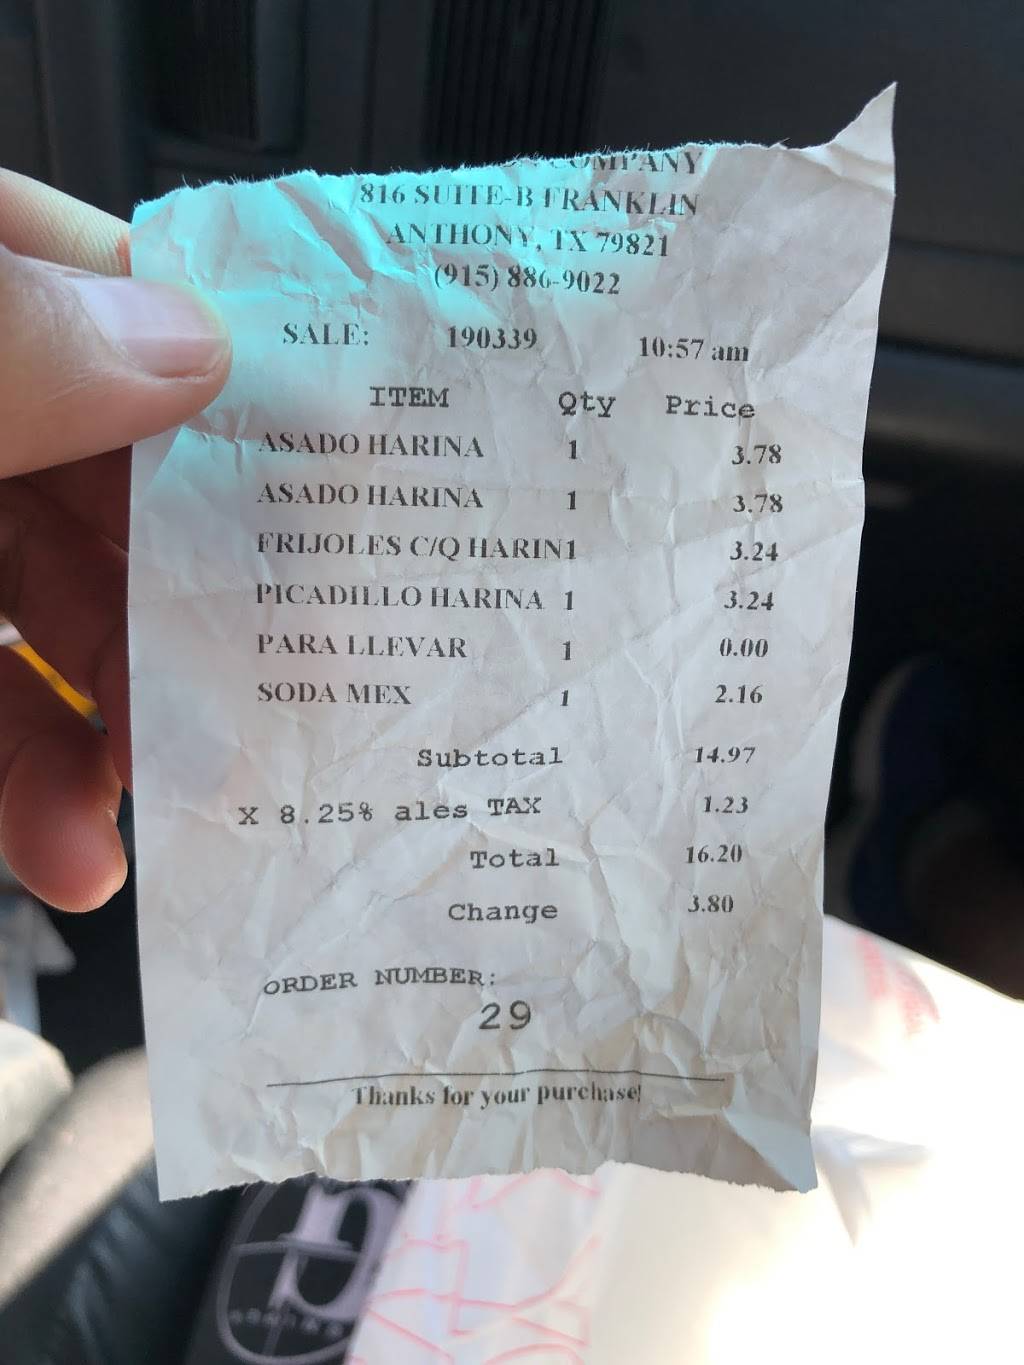 COMPANY
816 SUITE-B FRANKLIN
ANTHONY, TX 79821
(915) 886-9022
SALE: 190339 10:57 am
ITEM Qty Price
ASADO HARINA 1 3.78
ASADO HARINA 1 3.78
FRIJOLES C/Q HARIN1 3.24
PICADILLO HARINA 1 3.24
PARA LLEVAR 1 0.00
SODA MEX 1 2.16
Subtotal 14.97
X 8.25% ales TAX 1.23
Total 16.20
Change 3.80
ORDER NUMBER:
29
Thanks for your purchase!